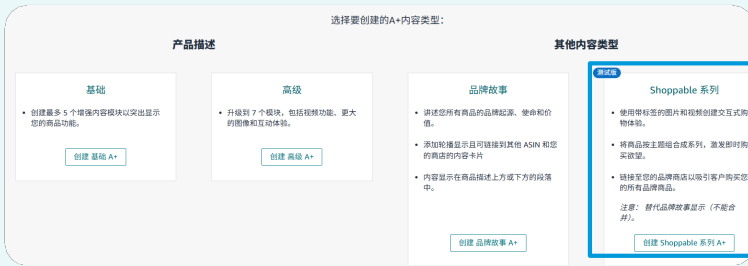 选择要创建的A+内容类型：
产品描述
其他内容类型
基础
• 创建最多 5 个增强内容模块以突出显示
您的商品功能。
创建 基础 A+
高级
• 升级到 7 个模块，包括视频功能、更大
的图像和互动体验。
创建 高级 A+
品牌故事
• 讲述您所有商品的品牌起源、使命和价
值。
• 添加轮播显示且可链接到其他 ASIN 和您
的商店的内容卡片
• 内容显示在商品描述上方或下方的段落
中。
创建 品牌故事 A+
测试版
Shoppable 系列
• 使用带标签的图片和视频创建交互式购
物体验。
• 将商品按主题组合成系列，激发即时购
买欲望。
• 链接至您的品牌商店以吸引客户购买您
的所有品牌商品。
注意： 替代品牌故事显示（不能合
并）。
创建 Shoppable 系列 A+